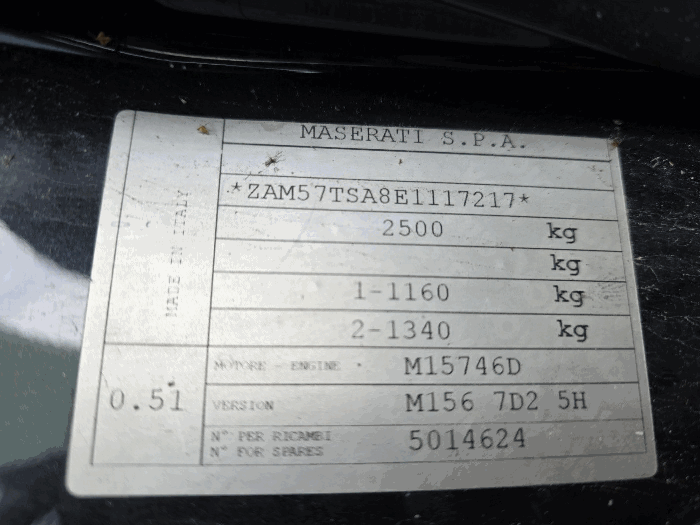 MASERATI S.P.A.
*ZAM57TSA8E1117217*
2500 kg
kg
1-1160 kg
2-1340 kg
MADE IN ITALY
MOTORE - ENGINE M15746D
0.51
VERSION M156 7D2 5H
N° PER RICAMBI
N° FOR SPARES
5014624